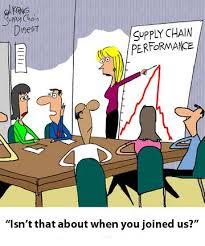 Supply Chain
Digest
SUPPLY CHAIN
PERFORMANCE
"Isn't that about when you joined us?"